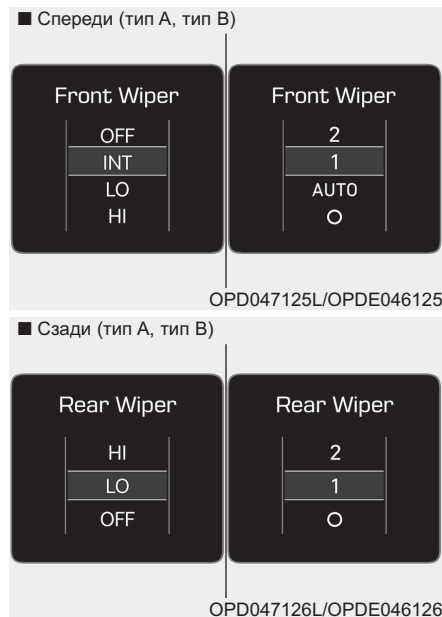 ■ Спереди (тип A, тип B)
Front Wiper
OFF
INT
LO
HI
Front Wiper
2
1
AUTO
O
OPD047125L/OPDE046125
■ Сзади (тип A, тип B)
Rear Wiper
HI
LO
OFF
Rear Wiper
2
1
O
OPD047126L/OPDE046126